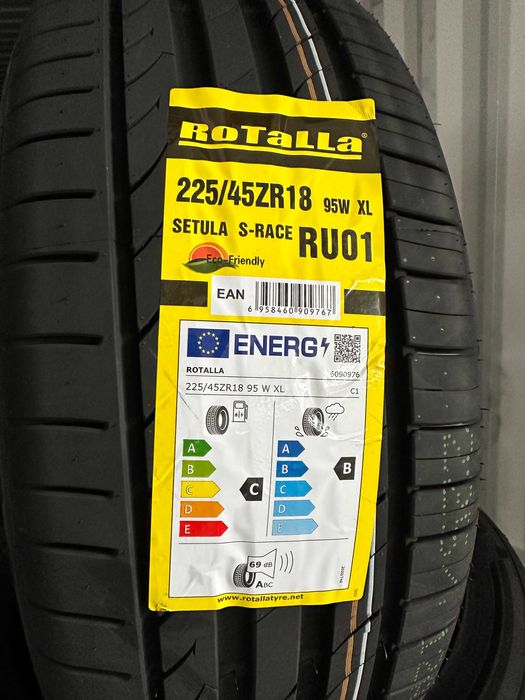 ROTALLA®
225/45ZR18 95W XL
SETULA S-RACE RU01
Eco-Friendly
EAN
6 958460 909767
ENERG
ROTALLA
6090976
225/45ZR18 95 W XL
C1
A
B
C
D
E
C
A
B
C
D
E
B
69 dB
ABC
www.rotallatyre.net